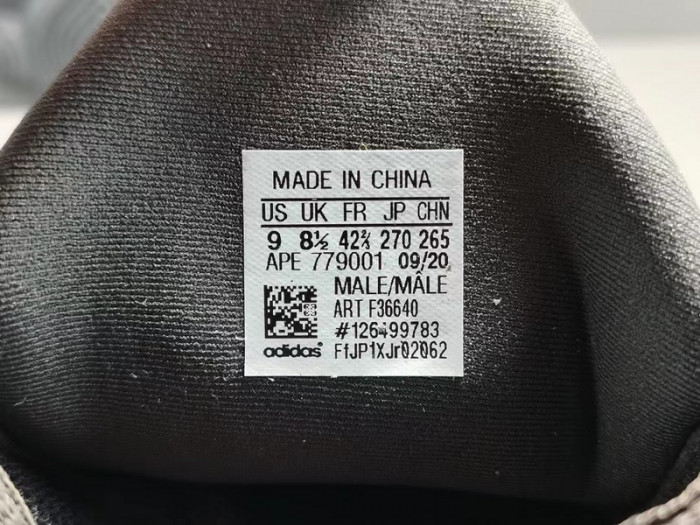 MADE IN CHINA
US UK FR JP CHN
9 8½ 42⅔ 270 265
APE 779001 09/20
MALE/MÂLE
ART F36640
#126499783
adidas FfJP1XJr02062